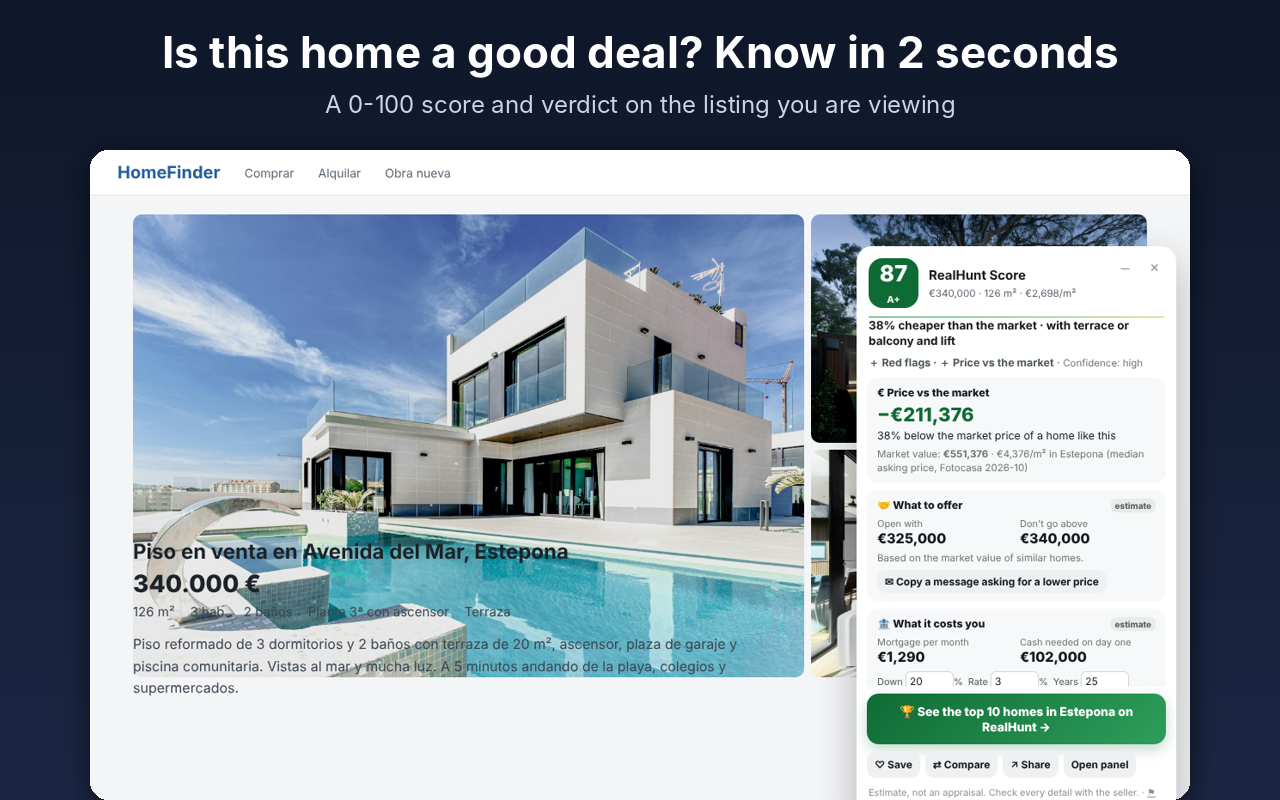 Is this home a good deal? Know in 2 seconds
A 0-100 score and verdict on the listing you are viewing
HomeFinder Comprar Alquilar Obra nueva
Piso en venta en Avenida del Mar, Estepona
340.000 €
126 m² 3 hab. 2 baños Planta 3ª con ascensor Terraza
Piso reformado de 3 dormitorios y 2 baños con terraza de 20 m², ascensor, plaza de garaje y
piscina comunitaria. Vistas al mar y mucha luz. A 5 minutos andando de la playa, colegios y
supermercados.
87
A+
RealHunt Score
€340,000 · 126 m² · €2,698/m²
38% cheaper than the market · with terrace or
balcony and lift
+ Red flags · + Price vs the market · Confidence: high
€ Price vs the market
−€211,376
38% below the market price of a home like this
Market value: €551,376 · €4,376/m² in Estepona (median
asking price, Fotocasa 2026-10)
🤝 What to offer estimate
Open with Don't go above
€325,000 €340,000
Based on the market value of similar homes.
✉ Copy a message asking for a lower price
🏦 What it costs you estimate
Mortgage per month Cash needed on day one
€1,290 €102,000
Down 20 % Rate 3 % Years 25
🏆 See the top 10 homes in Estepona on
RealHunt →
♡ Save ⇄ Compare ↗ Share Open panel
Estimate, not an appraisal. Check every detail with the seller. · ⚑